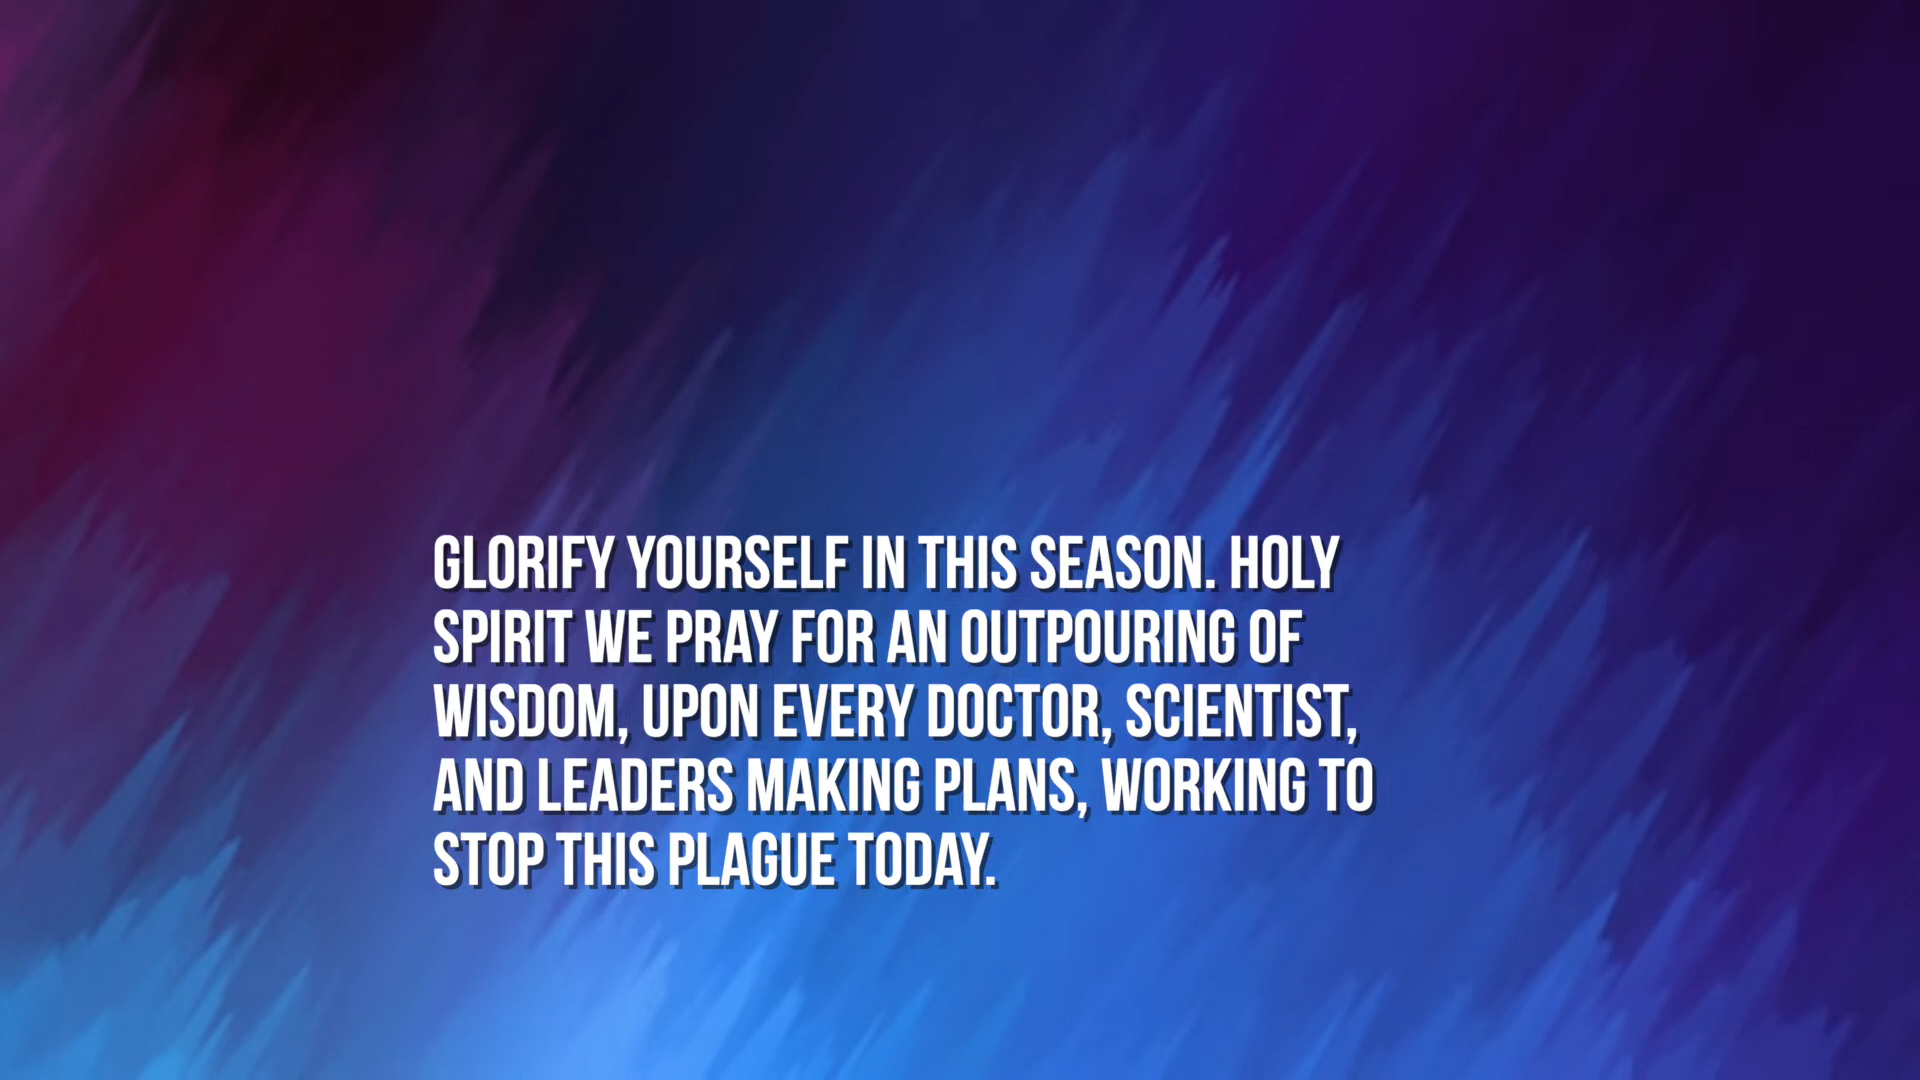 GLORIFY YOURSELF IN THIS SEASON. HOLY
SPIRIT WE PRAY FOR AN OUTPOURING OF
WISDOM, UPON EVERY DOCTOR, SCIENTIST,
AND LEADERS MAKING PLANS, WORKING TO
STOP THIS PLAGUE TODAY.